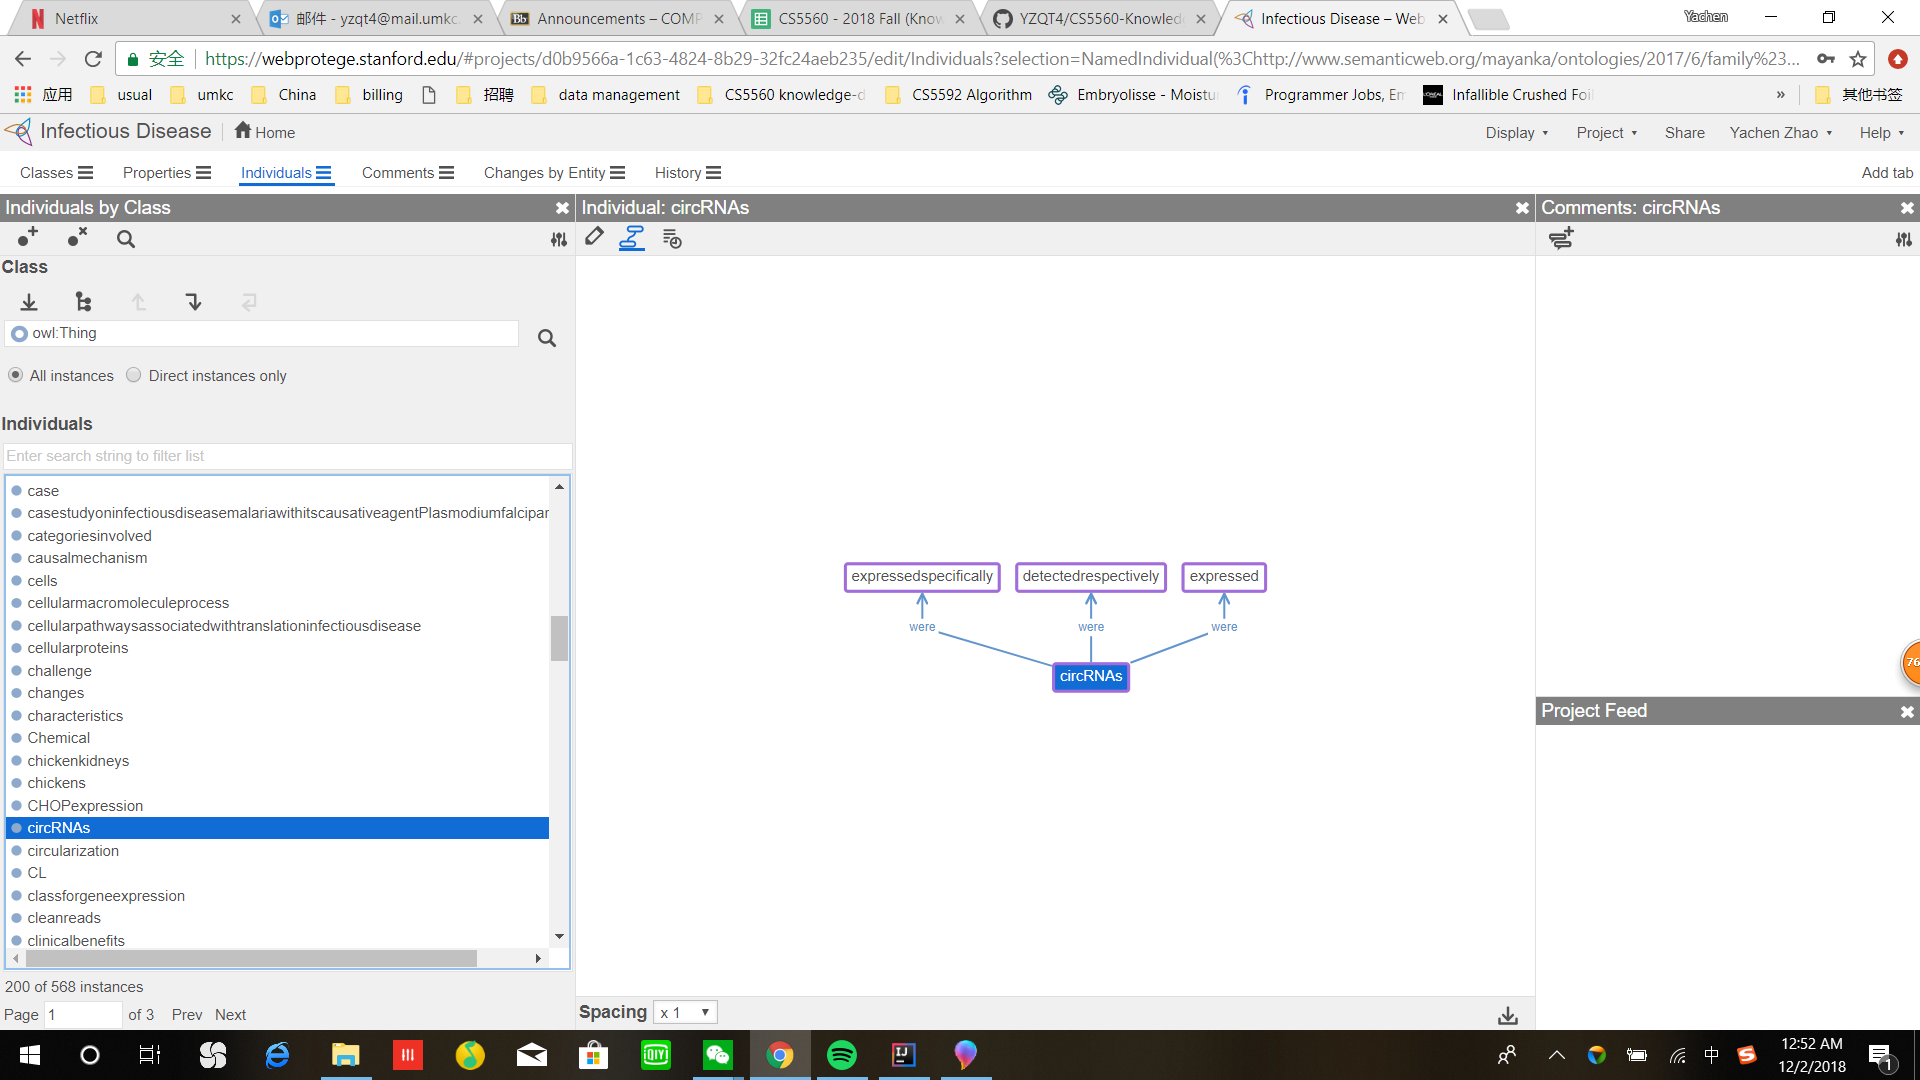 Netflix
邮件 - yzqt4@mail.umkc
Bb Announcements – COMP
CS5560 - 2018 Fall (Know
YZQT4/CS5560-Knowled
Infectious Disease – Web
Yachen
安全
https://webprotege.stanford.edu/#projects/d0b9566a-1c63-4824-8b29-32fc24aeb235/edit/Individuals?selection=NamedIndividual(%3Chttp://www.semanticweb.org/mayanka/ontologies/2017/6/family%23...
应用
usual
umkc
China
billing
招聘
data management
CS5560 knowledge-d
CS5592 Algorithm
Embryolisse - Moistu
Programmer Jobs, Em
Infallible Crushed Foi
»
其他书签
Infectious Disease
Home
Display
Project
Share
Yachen Zhao
Help
Classes
Properties
Individuals
Comments
Changes by Entity
History
Add tab
Individuals by Class
Individual: circRNAs
Comments: circRNAs
Class
owl:Thing
All instances
Direct instances only
Individuals
Enter search string to filter list
case
casestudyoninfectiousdiseasemalariawithitscausativeagentPlasmodiumfalcipar
categoriesinvolved
causalmechanism
cells
cellularmacromoleculeprocess
cellularpathwaysassociatedwithtranslationinfectiousdisease
cellularproteins
challenge
changes
characteristics
Chemical
chickenkidneys
chickens
CHOPexpression
circRNAs
circularization
CL
classforgeneexpression
cleanreads
clinicalbenefits
200 of 568 instances
Page 1 of 3 Prev Next
expressedspecifically
detectedrespectively
expressed
were
were
were
circRNAs
Spacing x 1
76
Project Feed
中
12:52 AM
12/2/2018
1